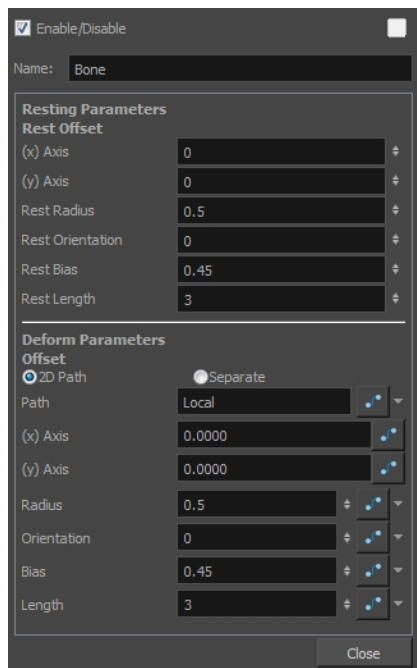 Enable/Disable
Name: Bone
Resting Parameters
Rest Offset
(x) Axis 0
(y) Axis 0
Rest Radius 0.5
Rest Orientation 0
Rest Bias 0.45
Rest Length 3
Deform Parameters
Offset
2D Path Separate
Path Local
(x) Axis 0.0000
(y) Axis 0.0000
Radius 0.5
Orientation 0
Bias 0.45
Length 3
Close